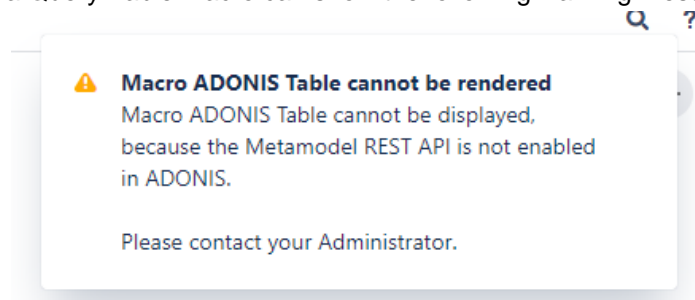 ?
Macro ADONIS Table cannot be rendered
Macro ADONIS Table cannot be displayed,
because the Metamodel REST API is not enabled
in ADONIS.
Please contact your Administrator.